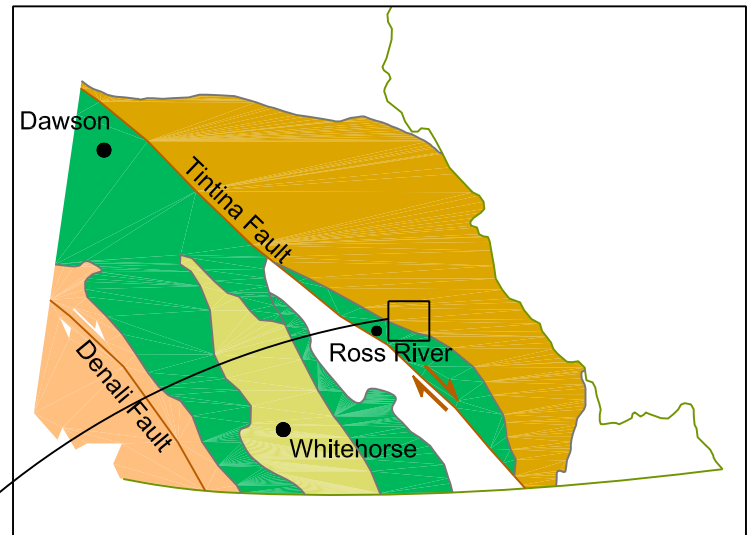 Dawson
Tintina Fault
Ross River
Denali Fault
Whitehorse